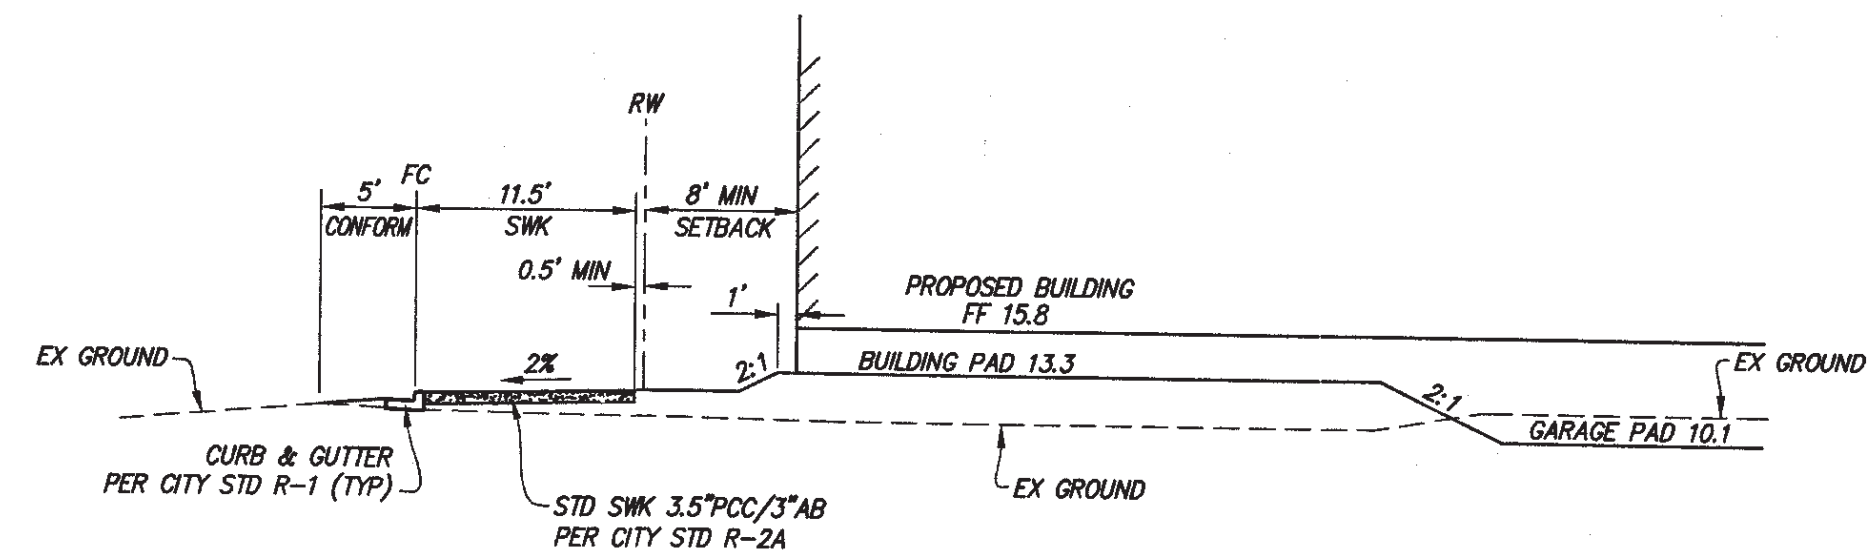 RW
FC
5'
11.5'
8' MIN
CONFORM
SWK
SETBACK
0.5' MIN
1'
PROPOSED BUILDING
FF 15.8
EX GROUND
2%
2:1
BUILDING PAD 13.3
EX GROUND
2:1
GARAGE PAD 10.1
CURB & GUTTER
PER CITY STD R-1 (TYP)
EX GROUND
STD SWK 3.5"PCC/3"AB
PER CITY STD R-2A